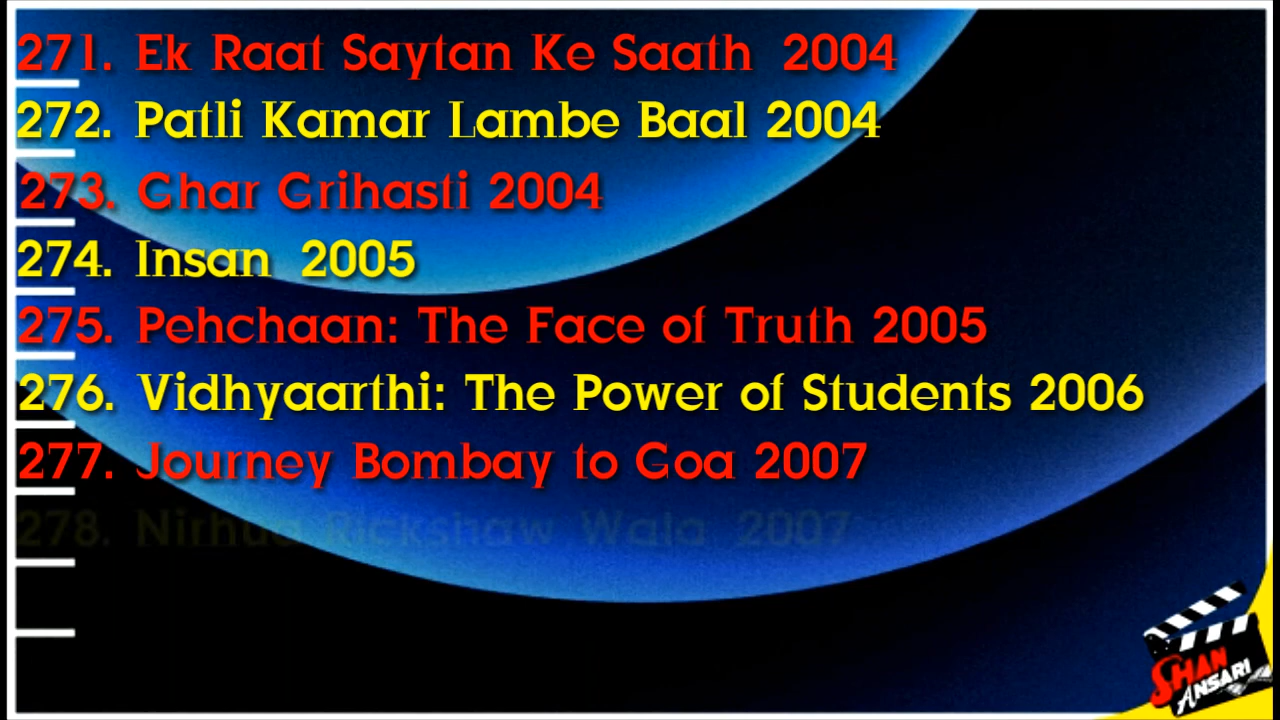 271. Ek Raat Saytan Ke Saath 2004
272. Patli Kamar Lambe Baal 2004
273. Ghar Grihasti 2004
274. Insan 2005
275. Pehchaan: The Face of Truth 2005
276. Vidhyaarthi: The Power of Students 2006
277. Journey Bombay to Goa 2007
278. Nirhua Rickshaw Wala 2007
SHAN
ANSARI